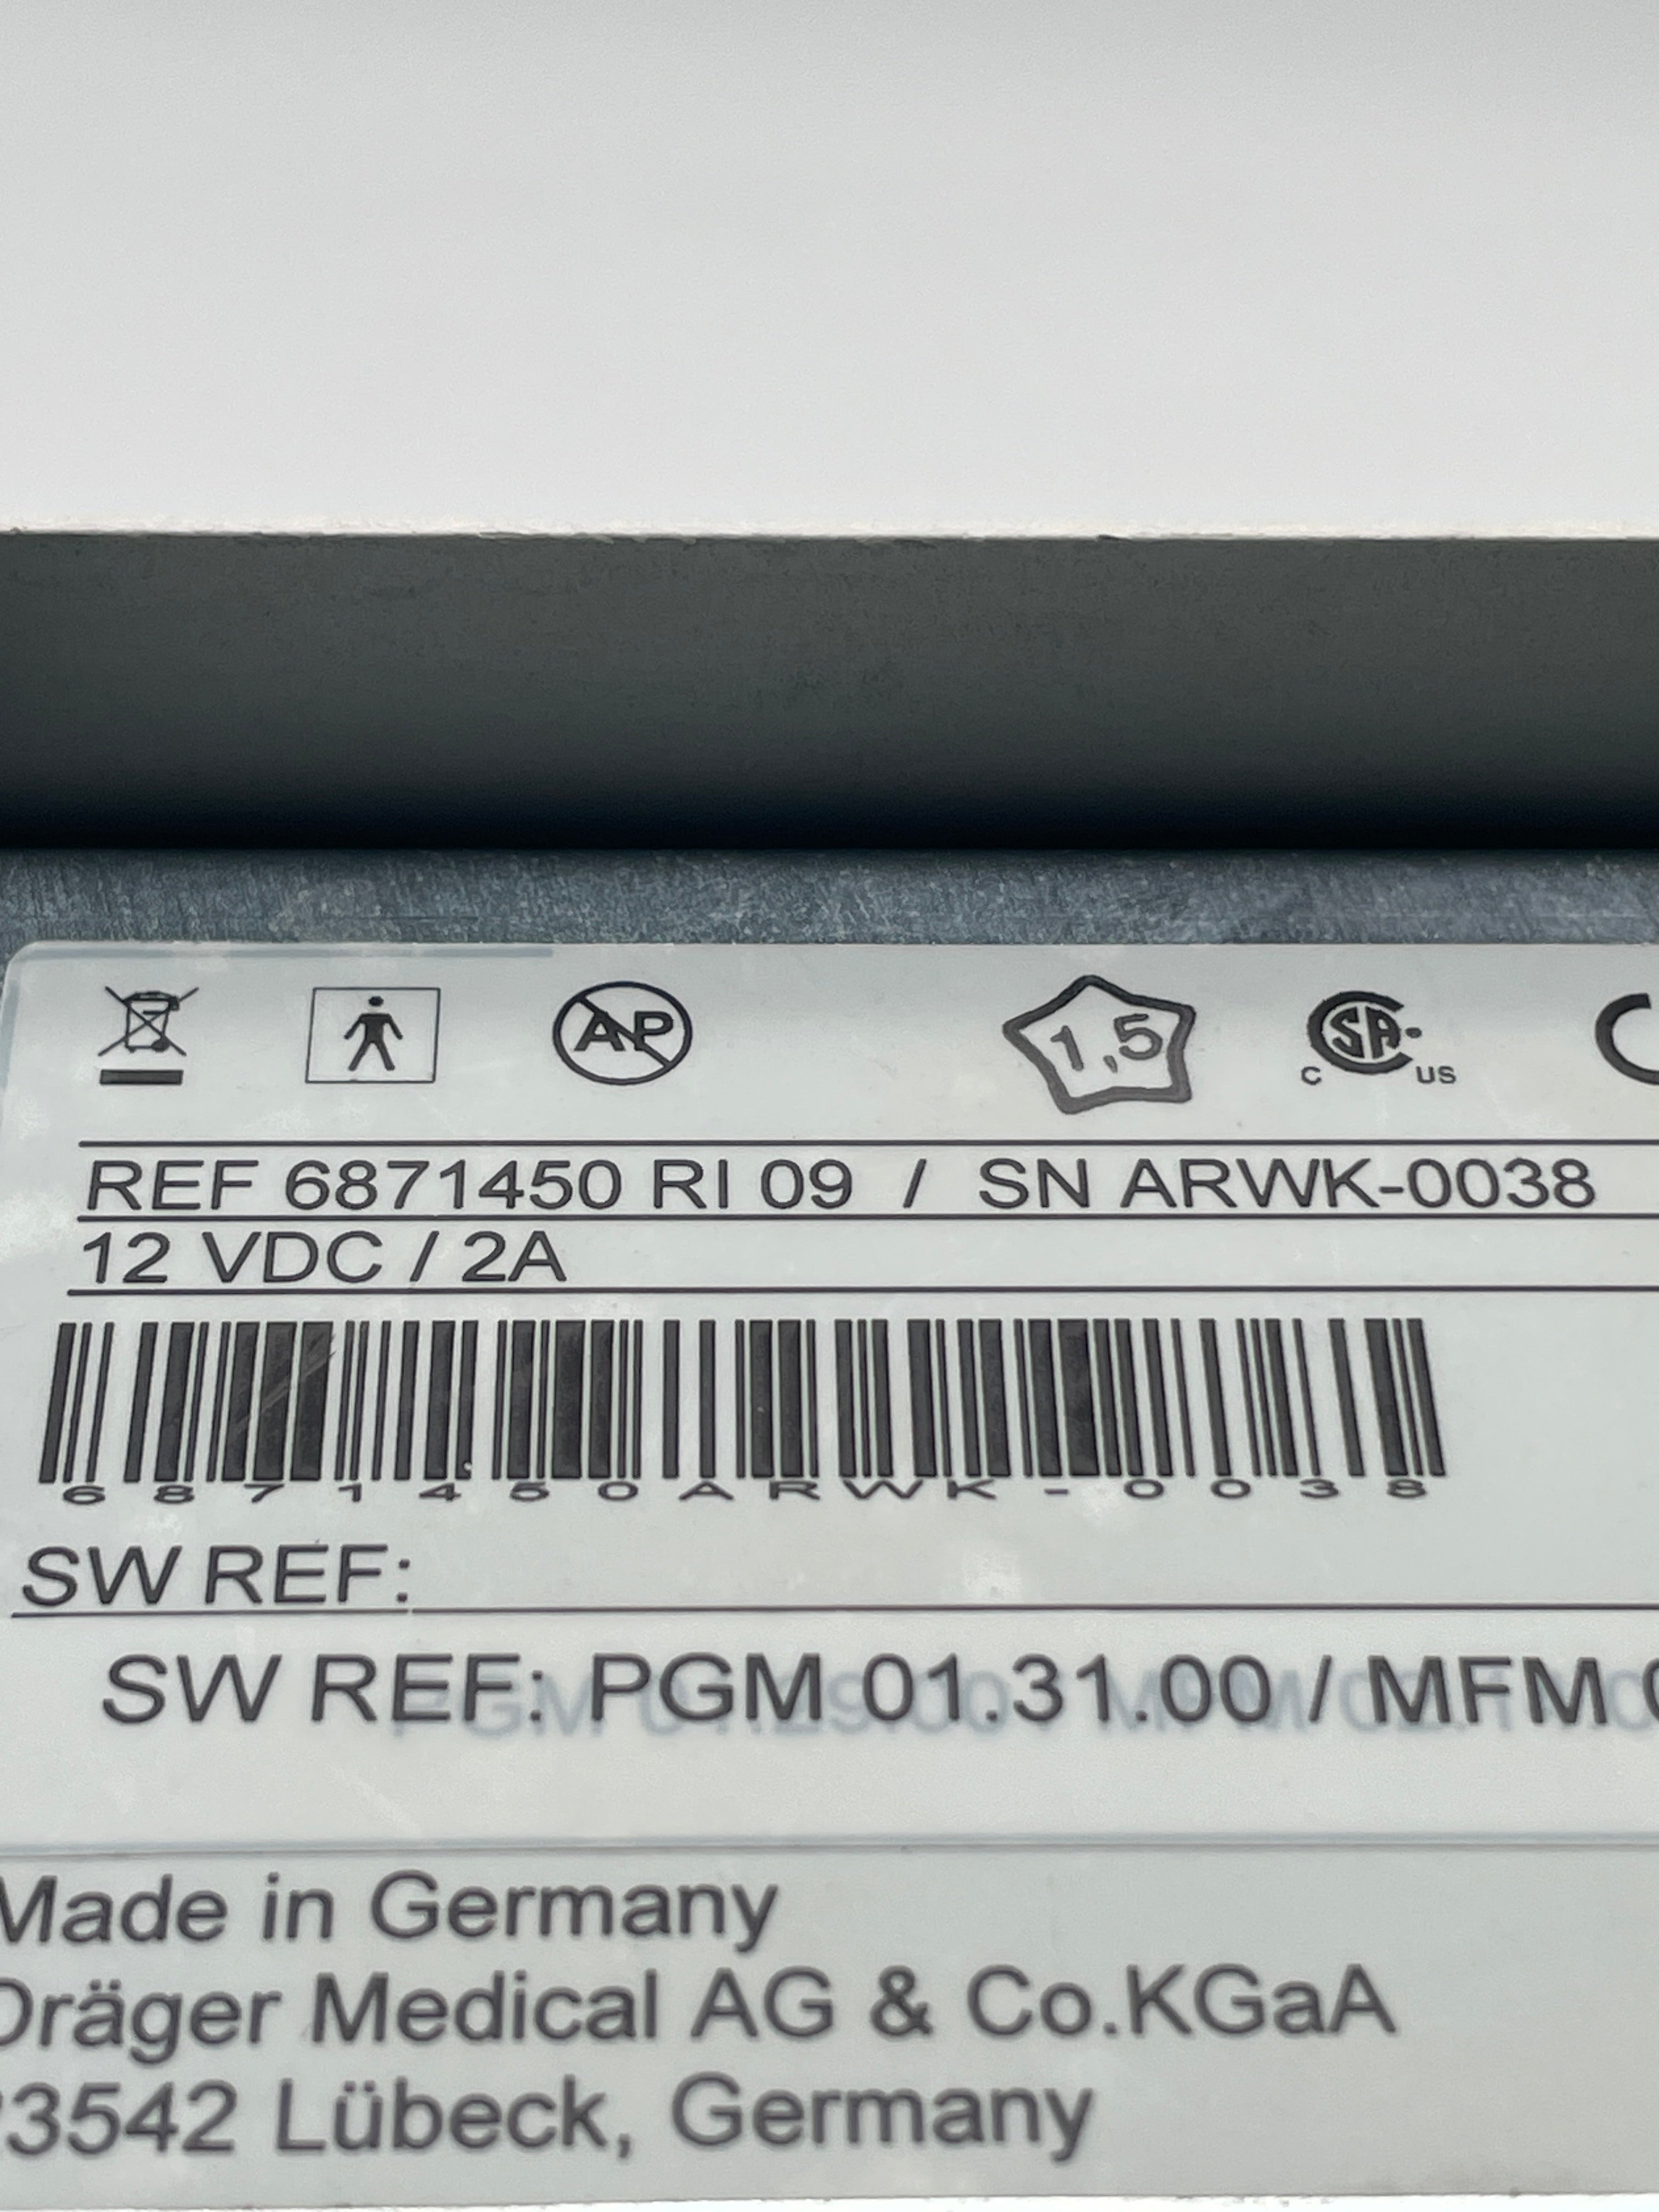 AP 1,5 C SA US C
REF 6871450 RI 09 / SN ARWK-0038
12 VDC / 2A
6871450ARWK-0038
SW REF:
SW REF: PGM 01.31.00 / MFM 0
Made in Germany
Dräger Medical AG & Co.KGaA
23542 Lübeck, Germany